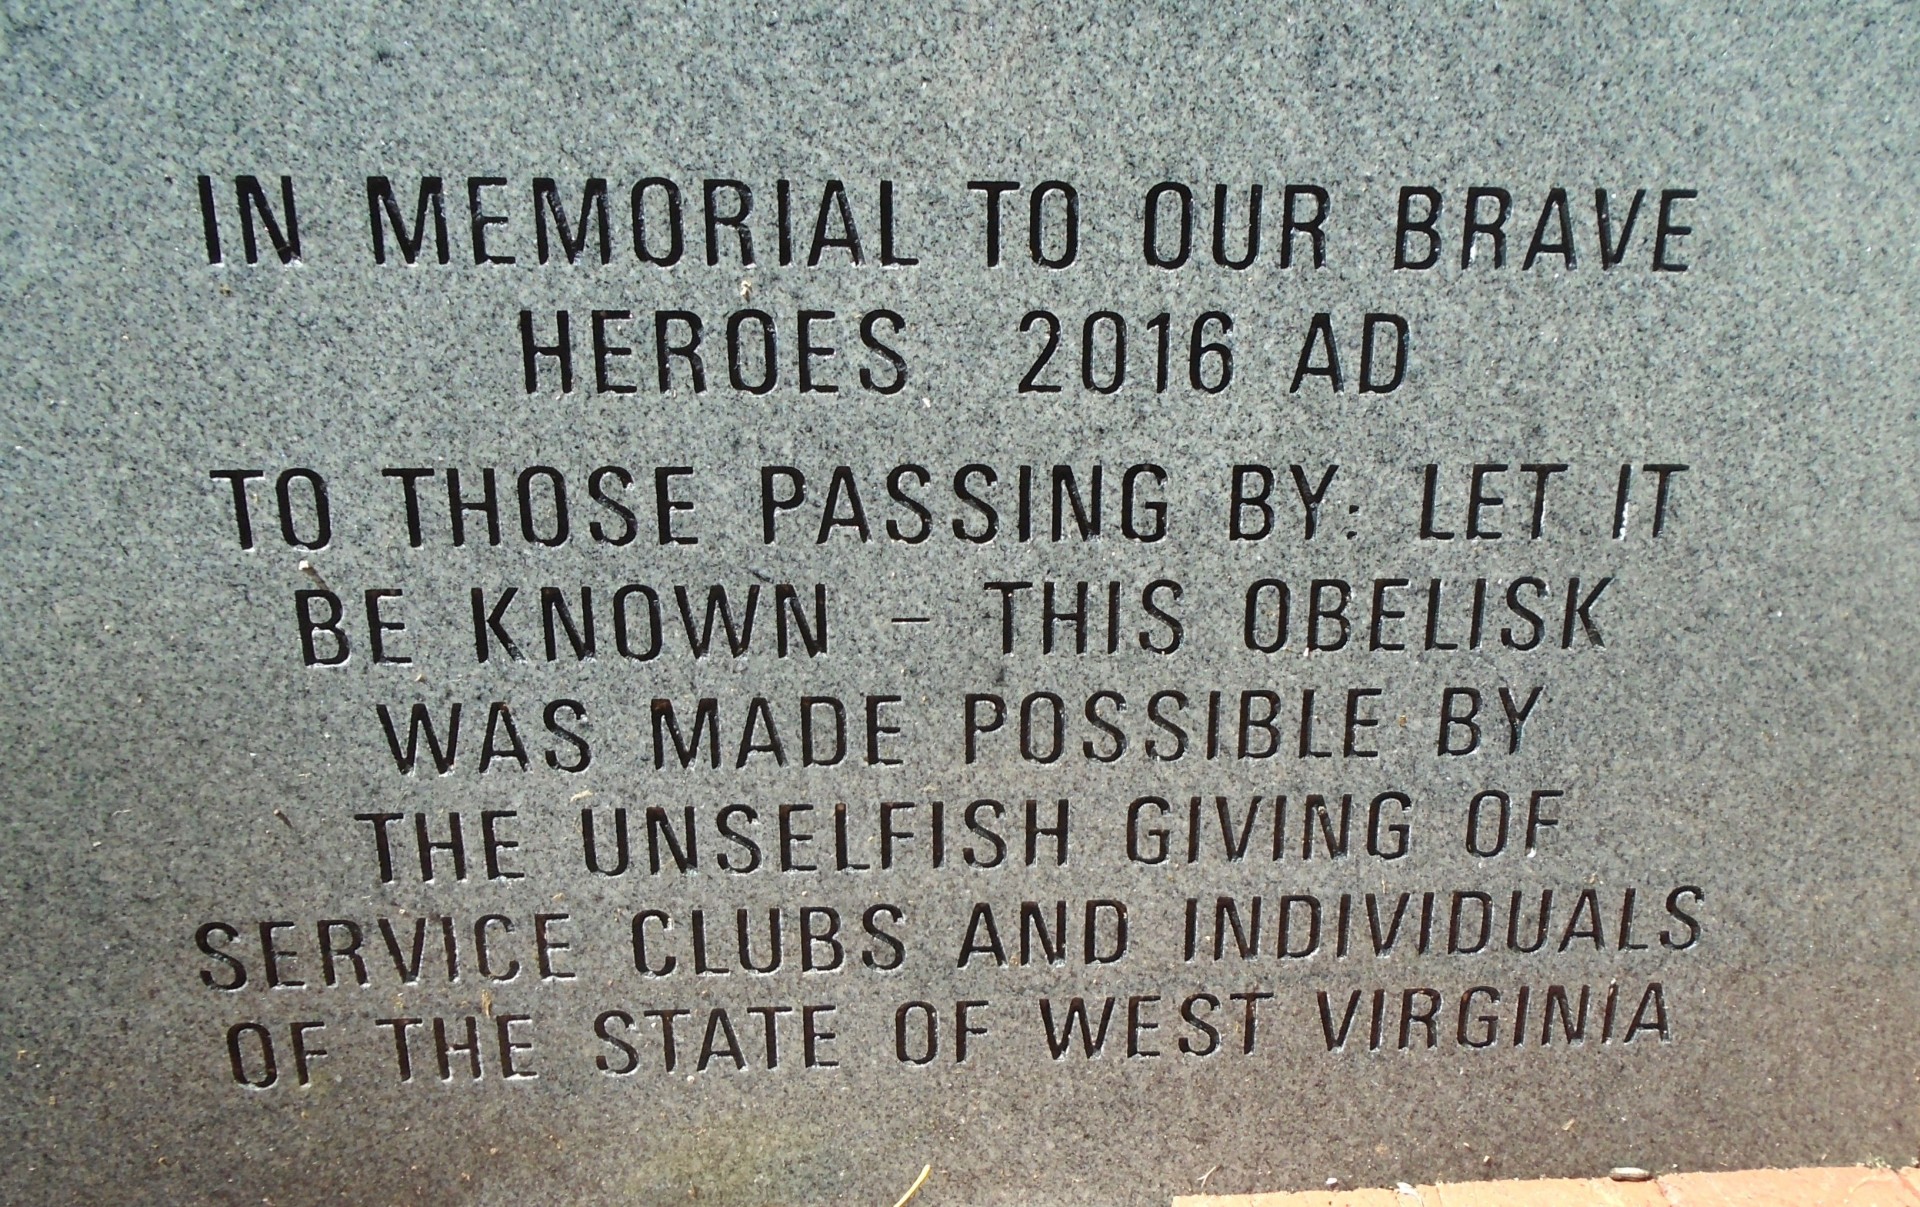 IN MEMORIAL TO OUR BRAVE
HEROES 2016 AD
TO THOSE PASSING BY: LET IT
BE KNOWN - THIS OBELISK
WAS MADE POSSIBLE BY
THE UNSELFISH GIVING OF
SERVICE CLUBS AND INDIVIDUALS
OF THE STATE OF WEST VIRGINIA